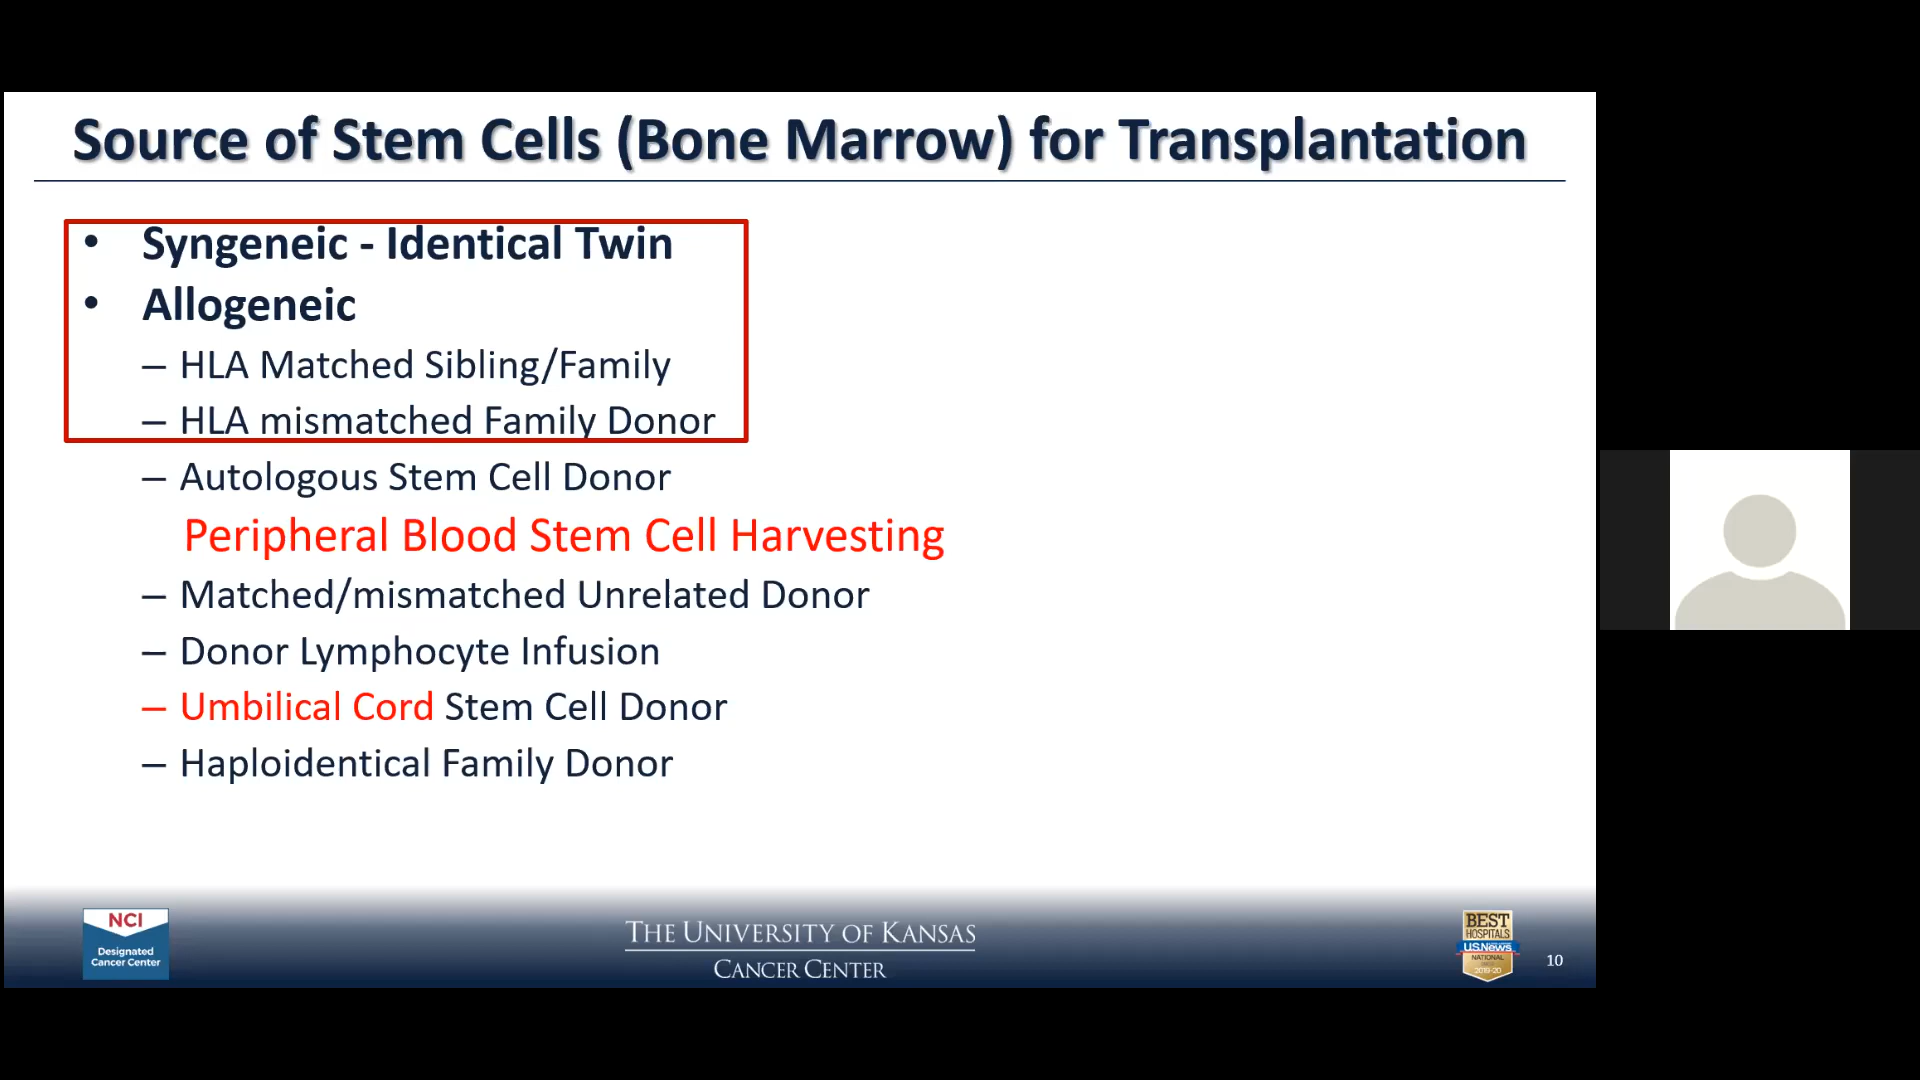 Source of Stem Cells (Bone Marrow) for Transplantation
• Syngeneic - Identical Twin
• Allogeneic
– HLA Matched Sibling/Family
– HLA mismatched Family Donor
– Autologous Stem Cell Donor
Peripheral Blood Stem Cell Harvesting
– Matched/mismatched Unrelated Donor
– Donor Lymphocyte Infusion
– Umbilical Cord Stem Cell Donor
– Haploidentical Family Donor
NCI
Designated
Cancer Center
THE UNIVERSITY OF KANSAS
CANCER CENTER
BEST
HOSPITALS
U.S.News
NATIONAL
2019-20
10